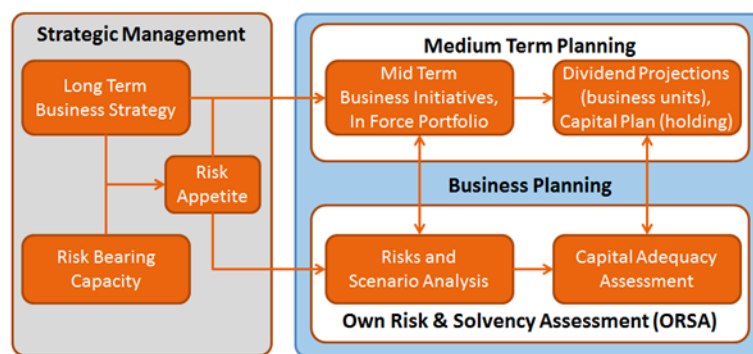 Strategic Management
Long Term
Business Strategy
Risk
Appetite
Risk Bearing
Capacity
Medium Term Planning
Mid Term
Business Initiatives,
In Force Portfolio
Dividend Projections
(business units),
Capital Plan (holding)
Business Planning
Risks and
Scenario Analysis
Capital Adequacy
Assessment
Own Risk & Solvency Assessment (ORSA)